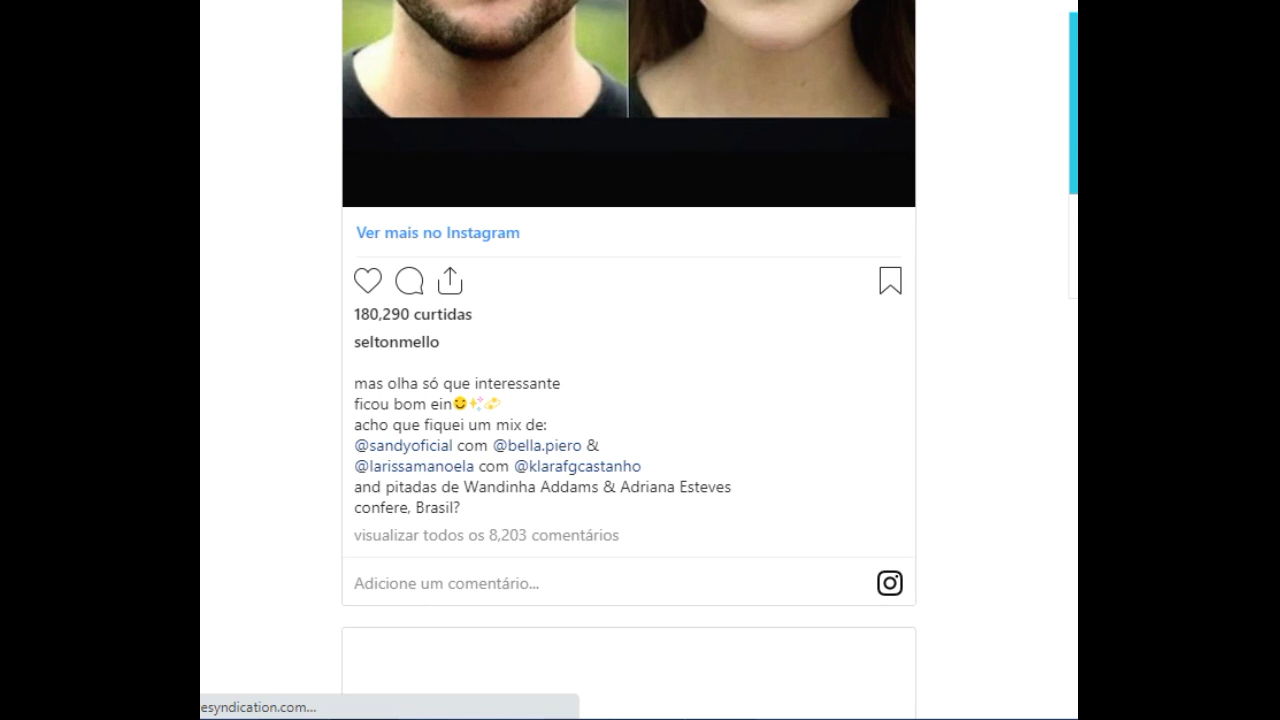 Ver mais no Instagram
180,290 curtidas
seltonmello
mas olha só que interessante
ficou bom ein😉✨💫
acho que fiquei um mix de:
@sandyoficial com @bella.piero &
@larissamanoela com @klarafgcastanho
and pitadas de Wandinha Addams & Adriana Esteves
confere, Brasil?
visualizar todos os 8,203 comentários
Adicione um comentário...
esyndication.com...